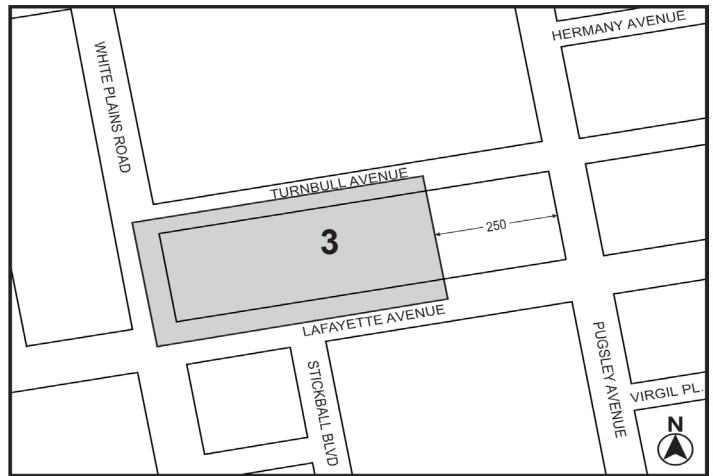 HERMANY AVENUE
WHITE PLAINS ROAD
TURNBULL AVENUE
3
250
LAFAYETTE AVENUE
STICKBALL BLVD
PUGSLEY AVENUE
VIRGIL PL.
N